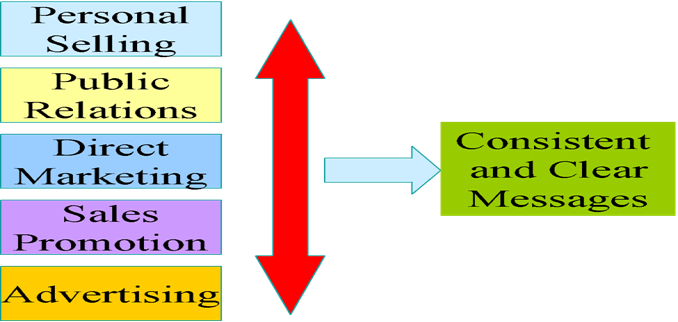 Personal
Selling
Public
Relations
Direct
Marketing
Sales
Promotion
Advertising
Consistent
and Clear
Messages